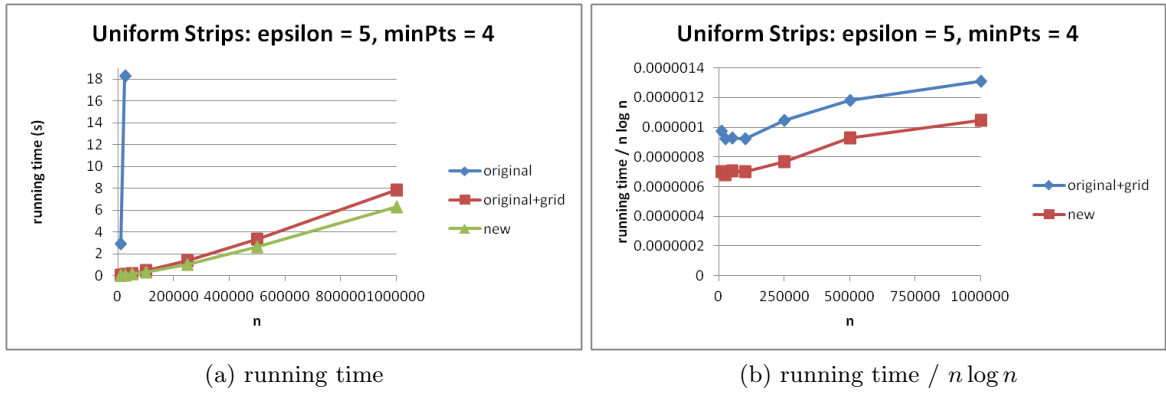 Uniform Strips: epsilon = 5, minPts = 4
running time (s)
18
16
14
12
10
8
6
4
2
0
0
200000
400000
600000
800000
1000000
n
original
original+grid
new
(a) running time
Uniform Strips: epsilon = 5, minPts = 4
running time / n log n
0.0000014
0.0000012
0.000001
0.0000008
0.0000006
0.0000004
0.0000002
0
0
250000
500000
750000
1000000
n
original+grid
new
(b) running time / n log n